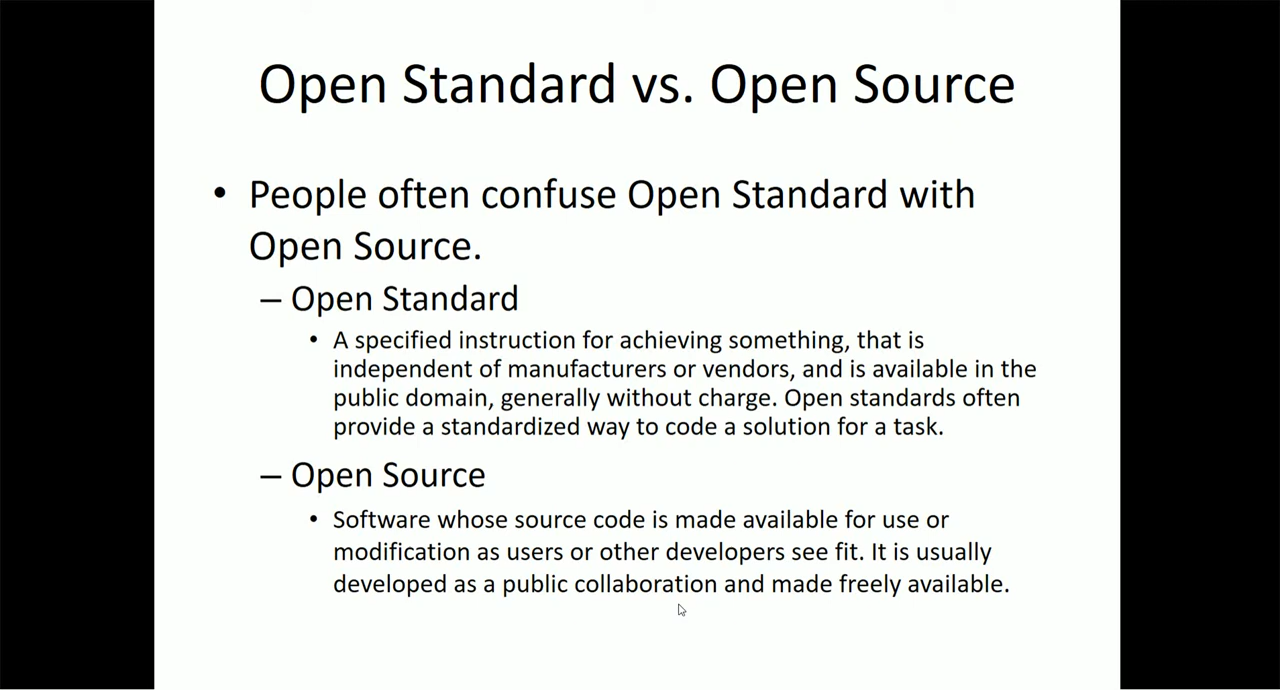 Open Standard vs. Open Source
• People often confuse Open Standard with
Open Source.
– Open Standard
• A specified instruction for achieving something, that is
independent of manufacturers or vendors, and is available in the
public domain, generally without charge. Open standards often
provide a standardized way to code a solution for a task.
– Open Source
• Software whose source code is made available for use or
modification as users or other developers see fit. It is usually
developed as a public collaboration and made freely available.